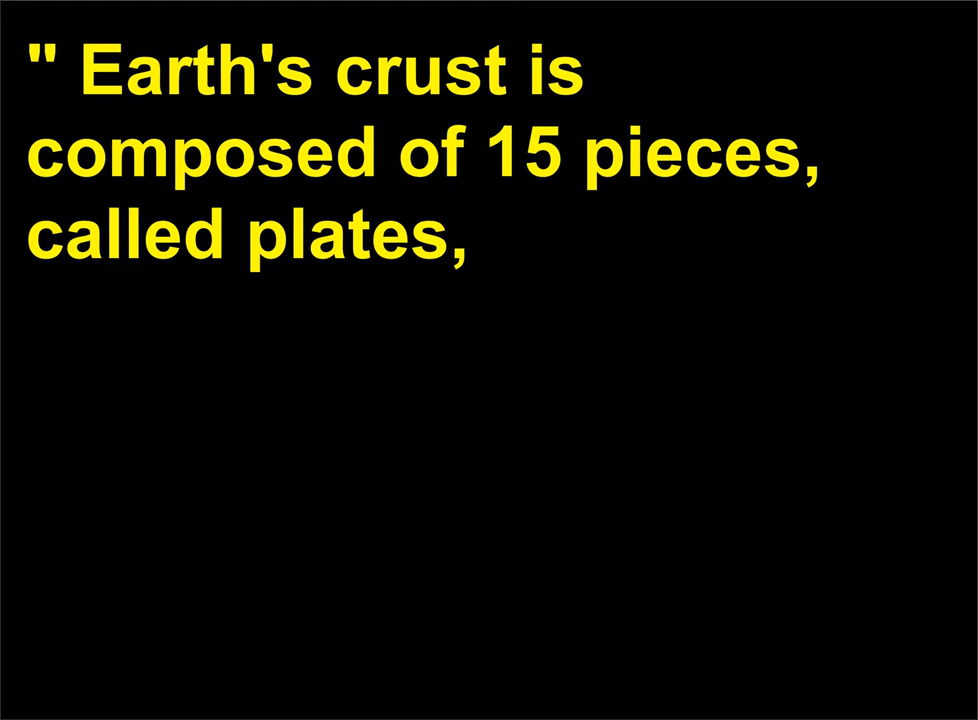 " Earth's crust is
composed of 15 pieces,
called plates,